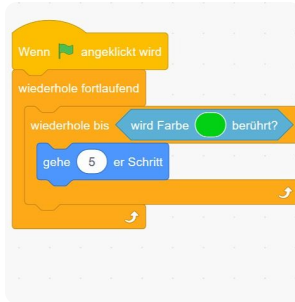 Wenn angeklickt wird
wiederhole fortlaufend
wiederhole bis wird Farbe berührt?
gehe 5 er Schritt